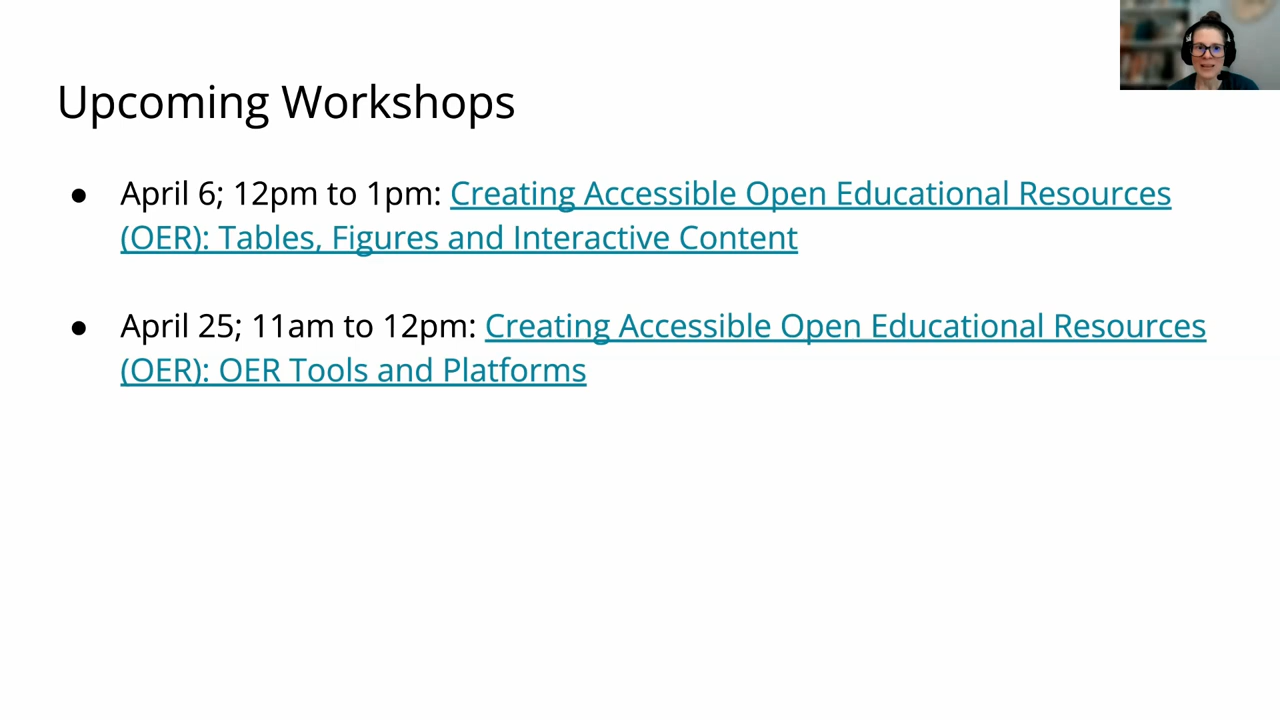 Upcoming Workshops
● April 6; 12pm to 1pm: Creating Accessible Open Educational Resources
(OER): Tables, Figures and Interactive Content
● April 25; 11am to 12pm: Creating Accessible Open Educational Resources
(OER): OER Tools and Platforms